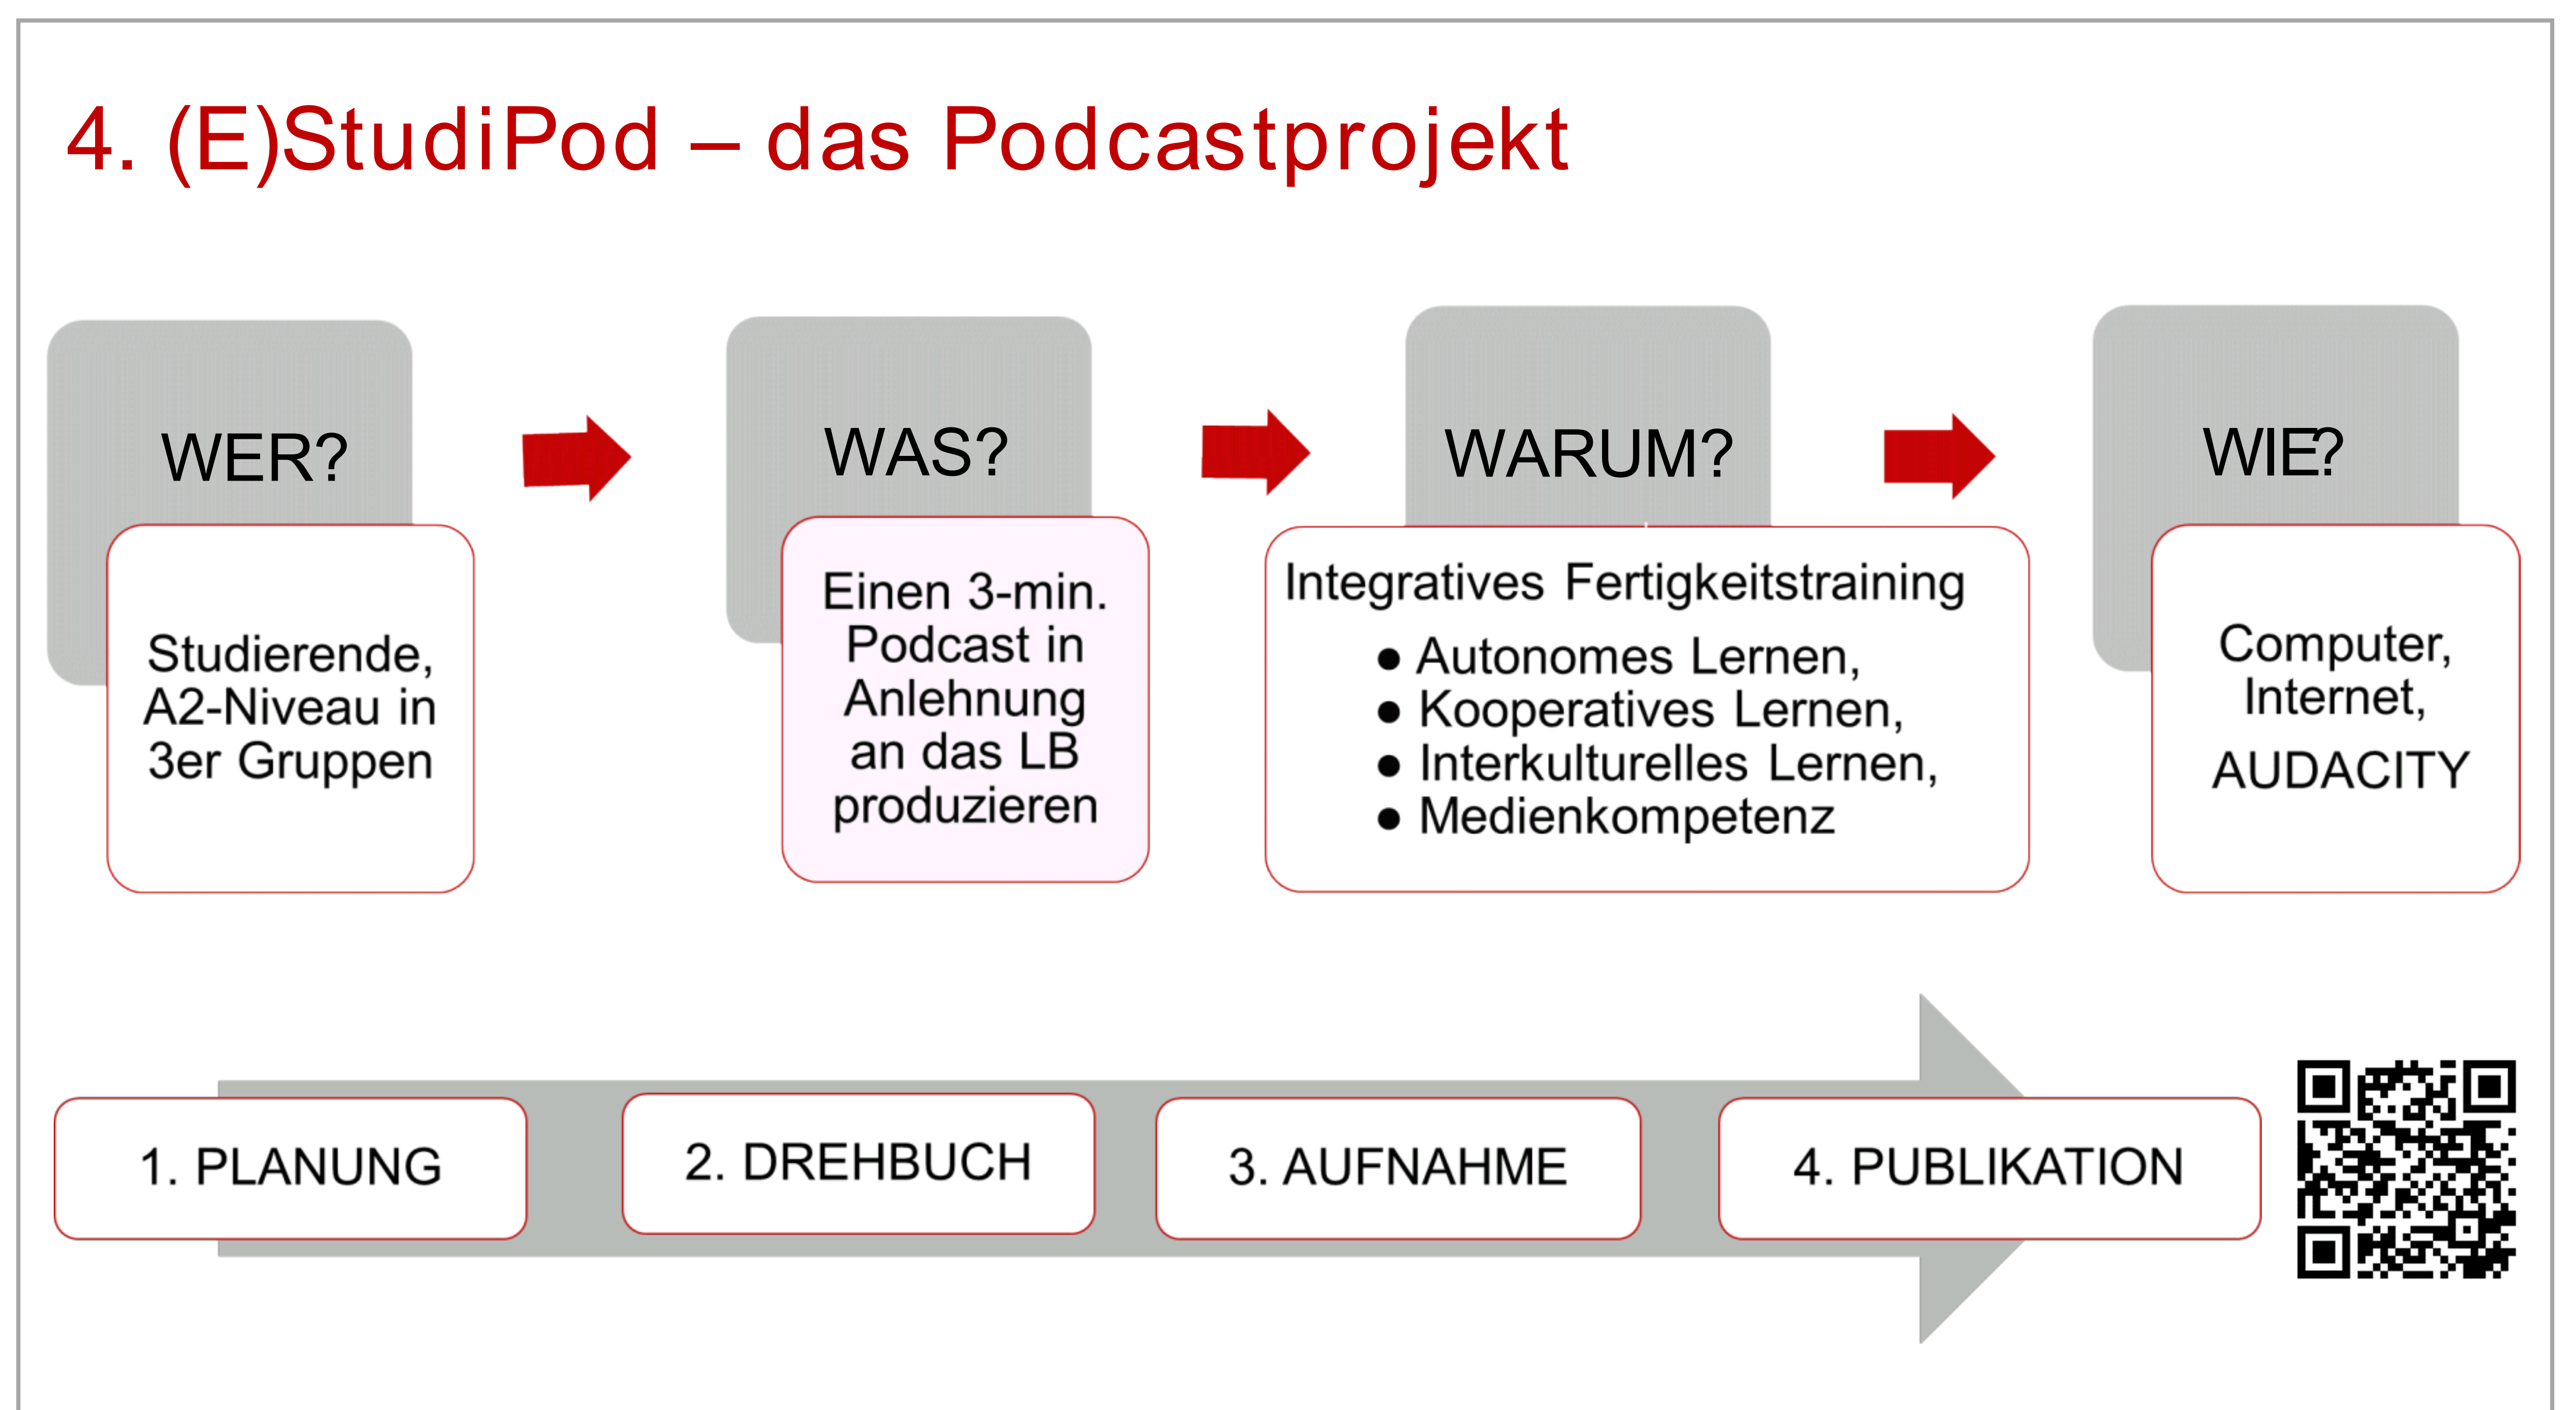 4. (E)StudiPod – das Podcastprojekt
WER?
Studierende,
A2-Niveau in
3er Gruppen
WAS?
Einen 3-min.
Podcast in
Anlehnung
an das LB
produzieren
WARUM?
Integratives Fertigkeitstraining
● Autonomes Lernen,
● Kooperatives Lernen,
● Interkulturelles Lernen,
● Medienkompetenz
WIE?
Computer,
Internet,
AUDACITY
1. PLANUNG
2. DREHBUCH
3. AUFNAHME
4. PUBLIKATION